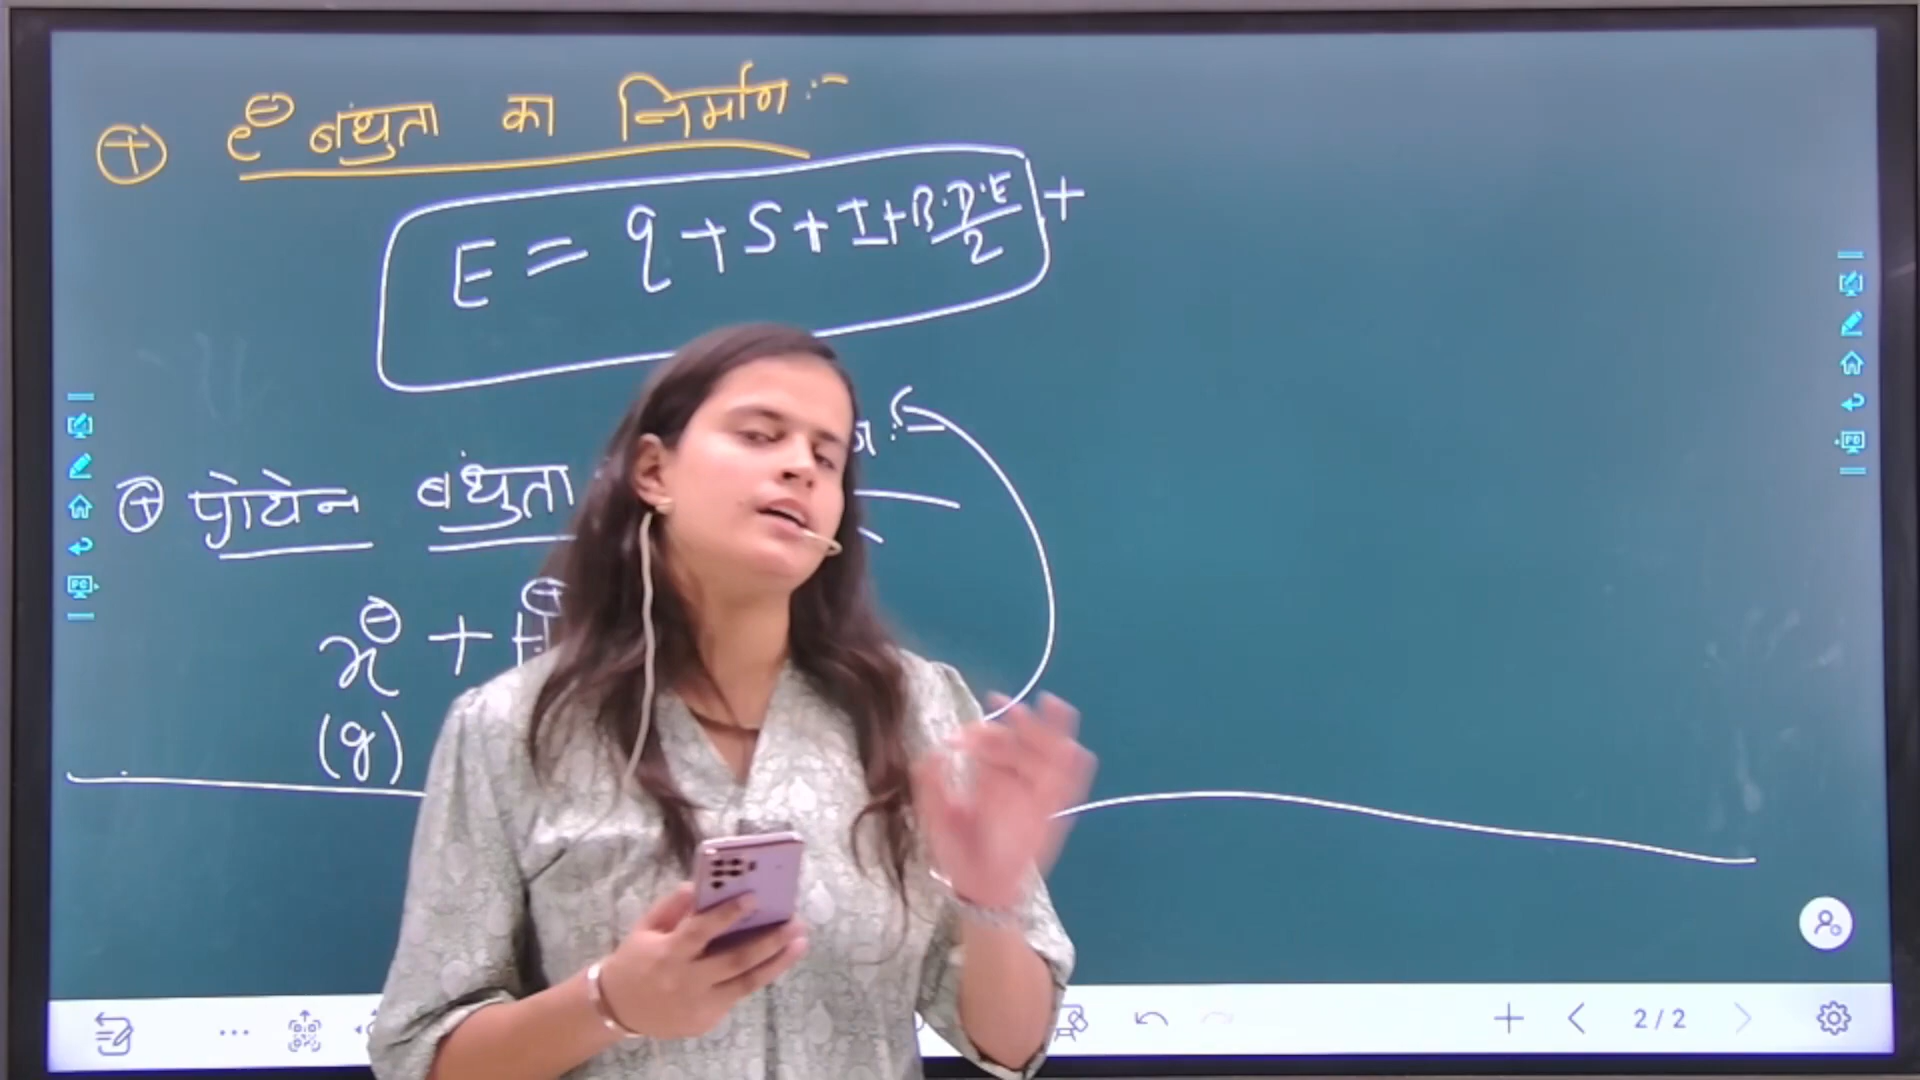 ⊕ e⊖ बंधुता का निर्माण :-
E = q + S + I + B.D.E/2 +
⊕ प्रोयेन बंधुता
x⊖ + H⊕
(g)
2/2